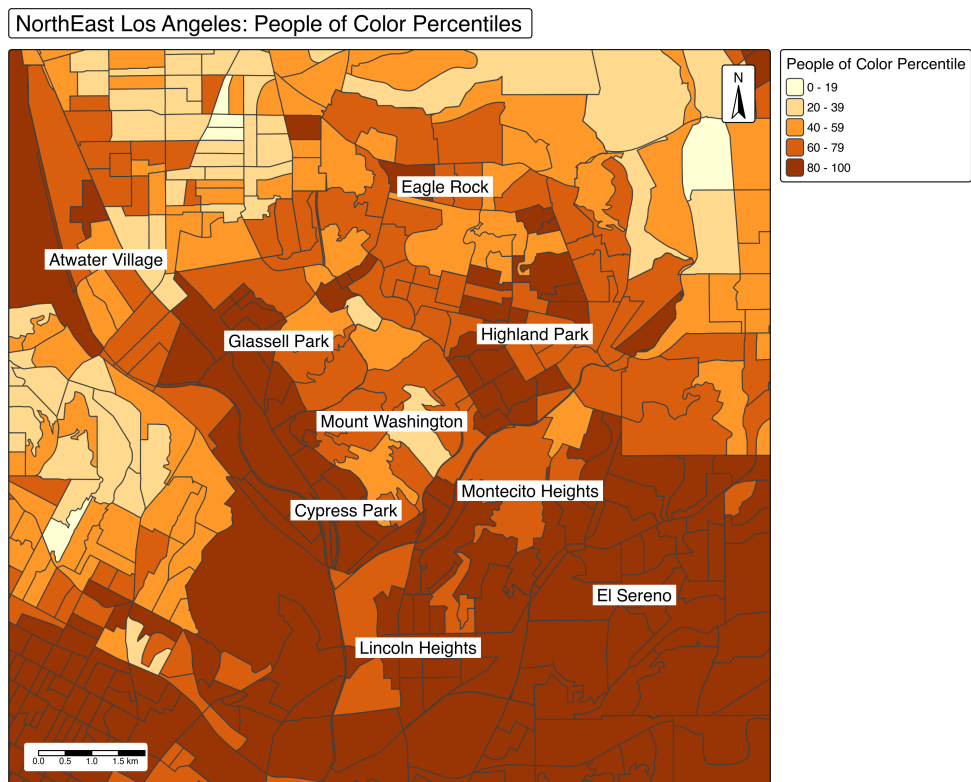 NorthEast Los Angeles: People of Color Percentiles
People of Color Percentile
0 - 19
20 - 39
40 - 59
60 - 79
80 - 100
N
Eagle Rock
Atwater Village
Highland Park
Glassell Park
Mount Washington
Montecito Heights
Cypress Park
El Sereno
Lincoln Heights
0.0 0.5 1.0 1.5 km